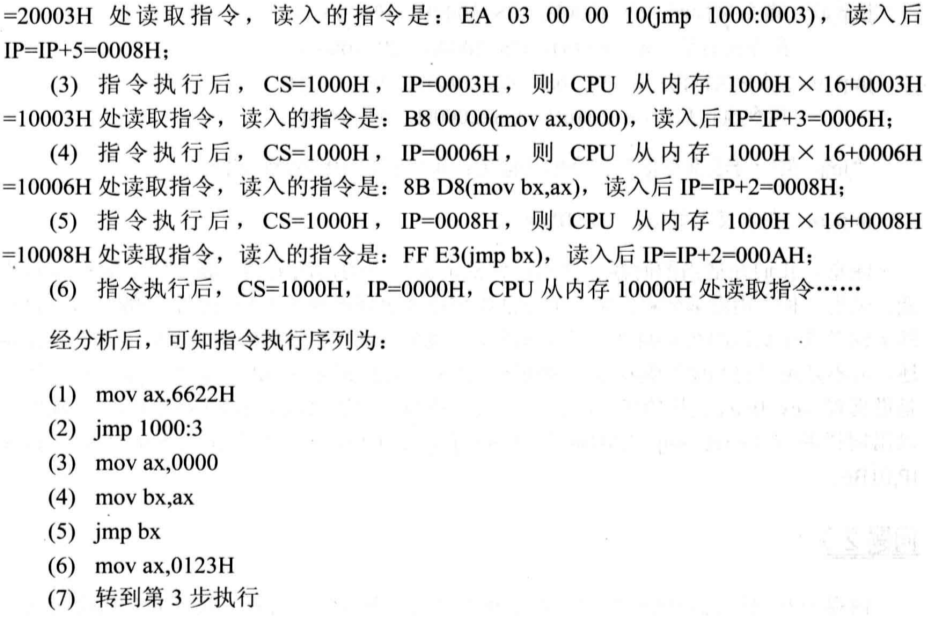 =20003H 处读取指令，读入的指令是：EA 03 00 00 10(jmp 1000:0003)，读入后
IP=IP+5=0008H；
(3) 指令执行后，CS=1000H，IP=0003H，则 CPU 从内存 1000H×16+0003H
=10003H 处读取指令，读入的指令是：B8 00 00(mov ax,0000)，读入后 IP=IP+3=0006H；
(4) 指令执行后，CS=1000H，IP=0006H，则 CPU 从内存 1000H×16+0006H
=10006H 处读取指令，读入的指令是：8B D8(mov bx,ax)，读入后 IP=IP+2=0008H；
(5) 指令执行后，CS=1000H，IP=0008H，则 CPU 从内存 1000H×16+0008H
=10008H 处读取指令，读入的指令是：FF E3(jmp bx)，读入后 IP=IP+2=000AH；
(6) 指令执行后，CS=1000H，IP=0000H，CPU 从内存 10000H 处读取指令……
经分析后，可知指令执行序列为：
(1) mov ax,6622H
(2) jmp 1000:3
(3) mov ax,0000
(4) mov bx,ax
(5) jmp bx
(6) mov ax,0123H
(7) 转到第 3 步执行